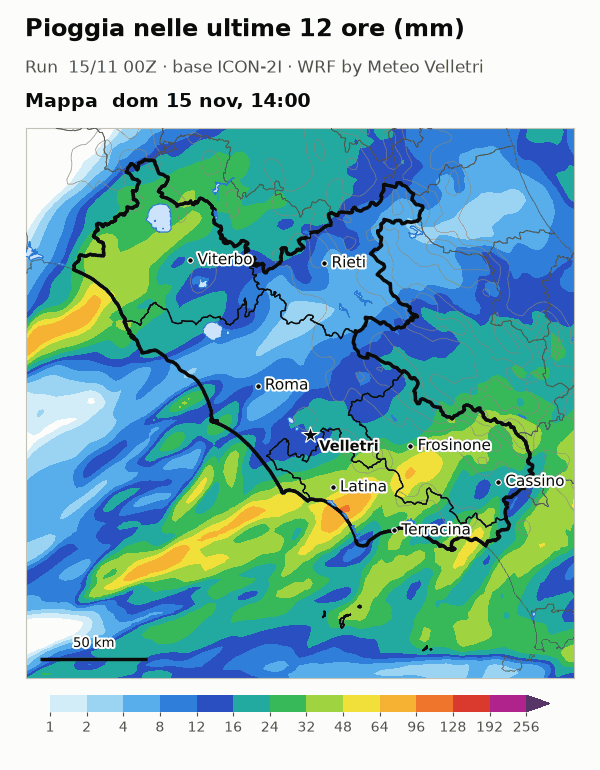 Pioggia nelle ultime 12 ore (mm)
Run  15/11 00Z · base ICON-2I · WRF by Meteo Velletri
Mappa  dom 15 nov, 14:00
Viterbo
Rieti
Roma
Velletri
Frosinone
Latina
Cassino
Terracina
50 km
1 2 4 8 12 16 24 32 48 64 96 128 192 256